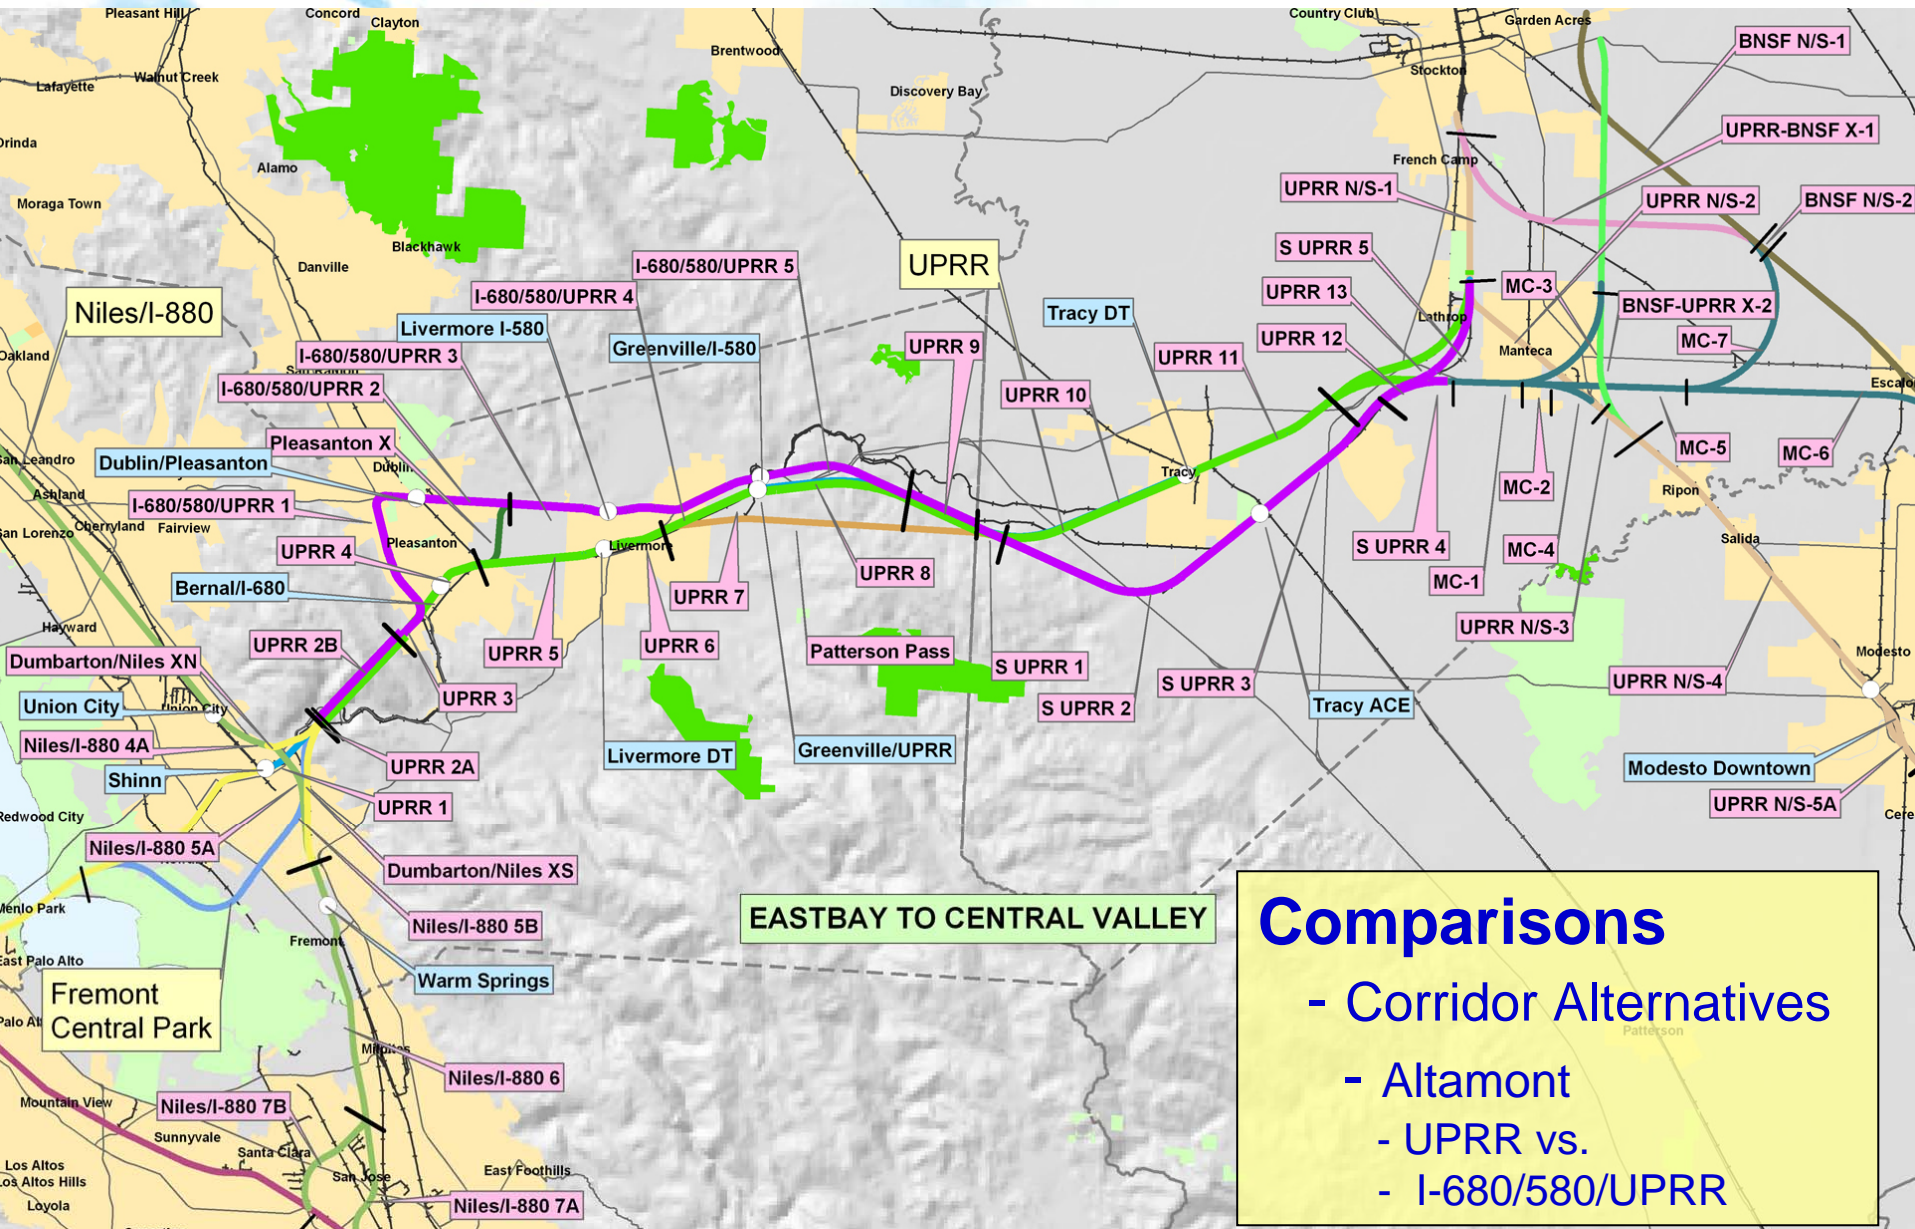 Pleasant Hill
Concord
Clayton
Country Club
Garden Acres
BNSF N/S-1
Brentwood
Walnut Creek
Lafayette
Stockton
Discovery Bay
UPRR-BNSF X-1
Orinda
Alamo
French Camp
UPRR N/S-1
UPRR N/S-2
BNSF N/S-2
Moraga Town
Blackhawk
S UPRR 5
Danville
I-680/580/UPRR 5
UPRR
UPRR 13
MC-3
I-680/580/UPRR 4
Niles/I-880
Tracy DT
Lathrop
BNSF-UPRR X-2
Livermore I-580
Greenville/I-580
UPRR 9
UPRR 12
MC-7
Oakland
I-680/580/UPRR 3
UPRR 11
Manteca
San Ramon
I-680/580/UPRR 2
UPRR 10
Pleasanton X
MC-5
MC-6
San Leandro
Dublin/Pleasanton
Dublin
Tracy
Ashland
I-680/580/UPRR 1
MC-2
Ripon
San Lorenzo
Cherryland
Fairview
Pleasanton
Livermore
UPRR 4
S UPRR 4
MC-4
Salida
Bernal/I-680
UPRR 8
MC-1
UPRR 7
Hayward
UPRR N/S-3
UPRR 2B
UPRR 5
UPRR 6
Patterson Pass
Modesto
Dumbarton/Niles XN
S UPRR 1
UPRR 3
S UPRR 3
UPRR N/S-4
Union City
Union City
S UPRR 2
Tracy ACE
Niles/I-880 4A
Livermore DT
Greenville/UPRR
Shinn
UPRR 2A
Modesto Downtown
UPRR 1
UPRR N/S-5A
Redwood City
Niles/I-880 5A
Dumbarton/Niles XS
Menlo Park
EASTBAY TO CENTRAL VALLEY
Niles/I-880 5B
Fremont
East Palo Alto
Warm Springs
Fremont
Central Park
Milpitas
Niles/I-880 6
Mountain View
Niles/I-880 7B
Sunnyvale
Santa Clara
Los Altos
Los Altos Hills
San Jose
East Foothills
Loyola
Niles/I-880 7A
Comparisons
- Corridor Alternatives
Patterson
- Altamont
- UPRR vs.
- I-680/580/UPRR